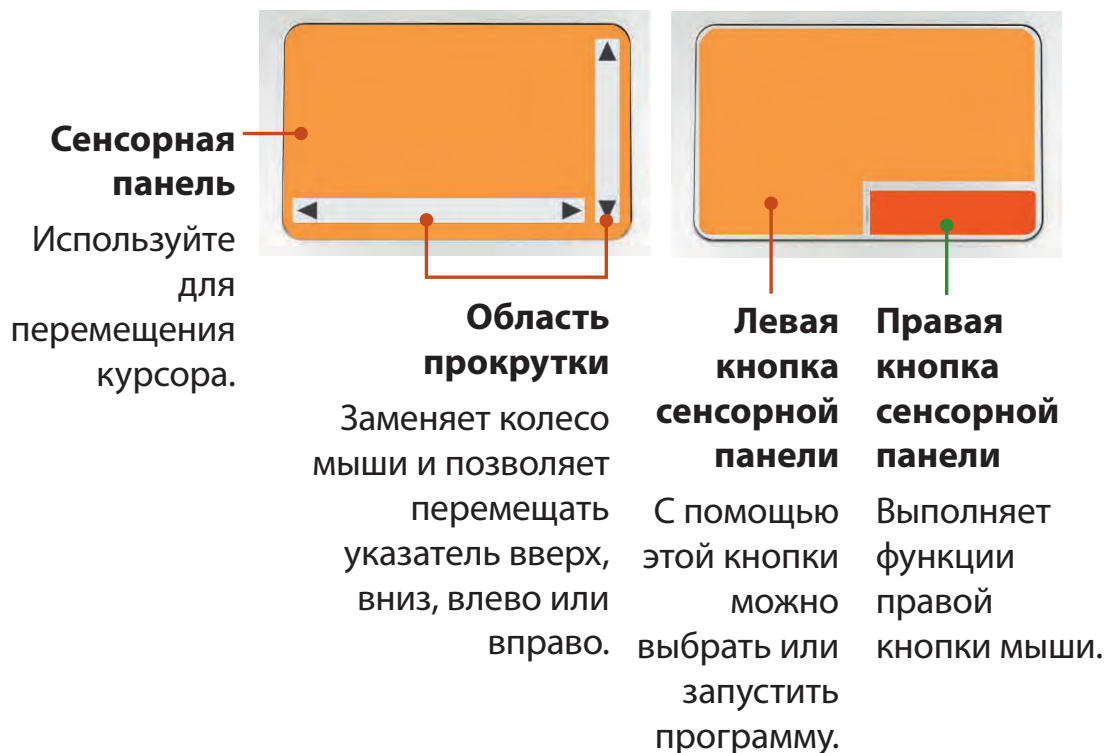 Сенсорная
панель
Используйте
для
перемещения
курсора.
Область
прокрутки
Заменяет колесо
мыши и позволяет
перемещать
указатель вверх,
вниз, влево или
вправо.
Левая
кнопка
сенсорной
панели
С помощью
этой кнопки
можно
выбрать или
запустить
программу.
Правая
кнопка
сенсорной
панели
Выполняет
функции
правой
кнопки мыши.